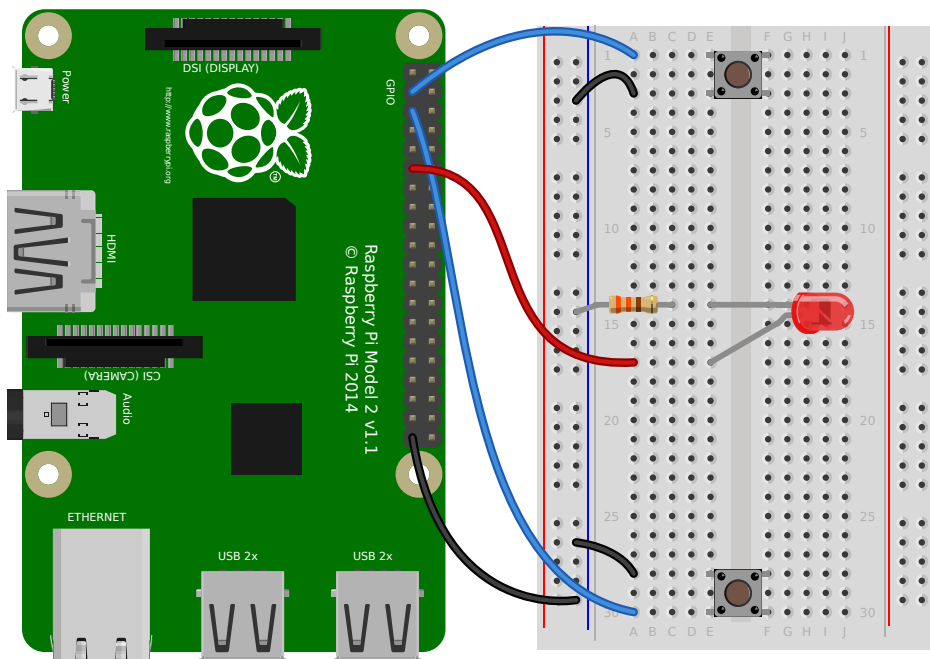 DSI (DISPLAY)
Power
http://www.raspberrypi.org
TM
GPIO
HDMI
Raspberry Pi Model 2 v1.1
© Raspberry Pi 2014
CSI (CAMERA)
Audio
ETHERNET
USB 2x
USB 2x
A B C D E F G H I J
1 1
5 5
10 10
15 15
20 20
25 25
30 30
A B C D E F G H I J